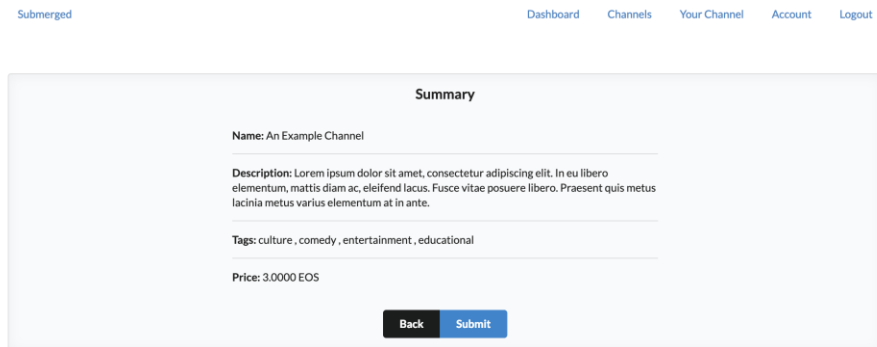 Submerged Dashboard Channels Your Channel Account Logout
Summary
Name: An Example Channel
Description: Lorem ipsum dolor sit amet, consectetur adipiscing elit. In eu libero
elementum, mattis diam ac, eleifend lacus. Fusce vitae posuere libero. Praesent quis metus
lacinia metus varius elementum at in ante.
Tags: culture , comedy , entertainment , educational
Price: 3.0000 EOS
Back Submit